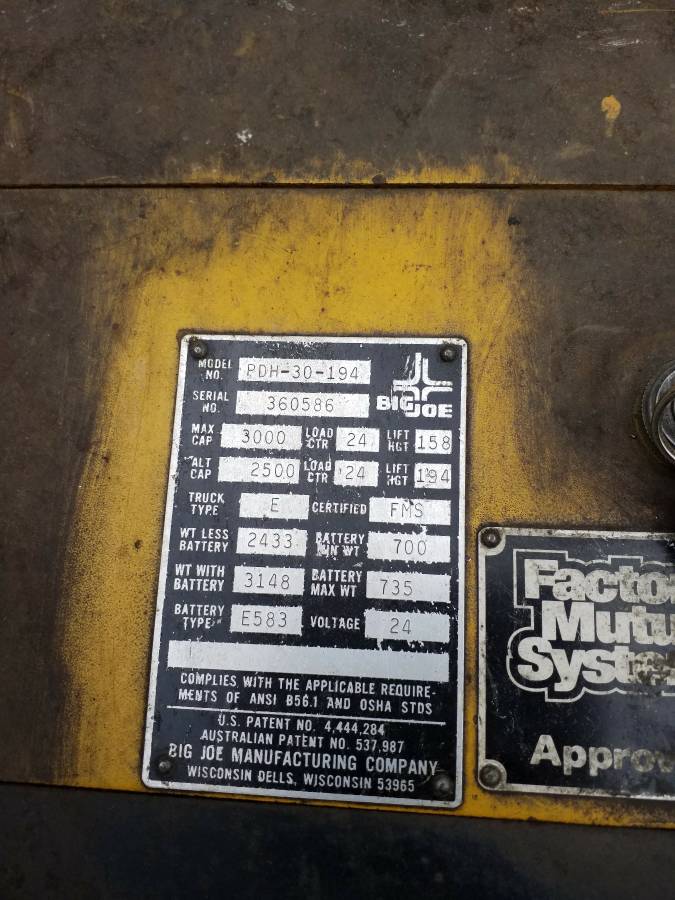 MODEL NO. PDH-30-194
SERIAL NO. 360586
BIG JOE
MAX CAP 3000 LOAD CTR 24 LIFT HGT 158
ALT CAP 2500 LOAD CTR 24 LIFT HGT 194
TRUCK TYPE E CERTIFIED FMS
WT LESS BATTERY 2433 BATTERY MIN WT 700
WT WITH BATTERY 3148 BATTERY MAX WT 735
BATTERY TYPE E583 VOLTAGE 24
COMPLIES WITH THE APPLICABLE REQUIRE-
MENTS OF ANSI B56.1 AND OSHA STDS
U.S. PATENT NO. 4,444,284
AUSTRALIAN PATENT NO. 537,987
BIG JOE MANUFACTURING COMPANY
WISCONSIN DELLS, WISCONSIN 53965
Facto
Mutu
Syste
Approv